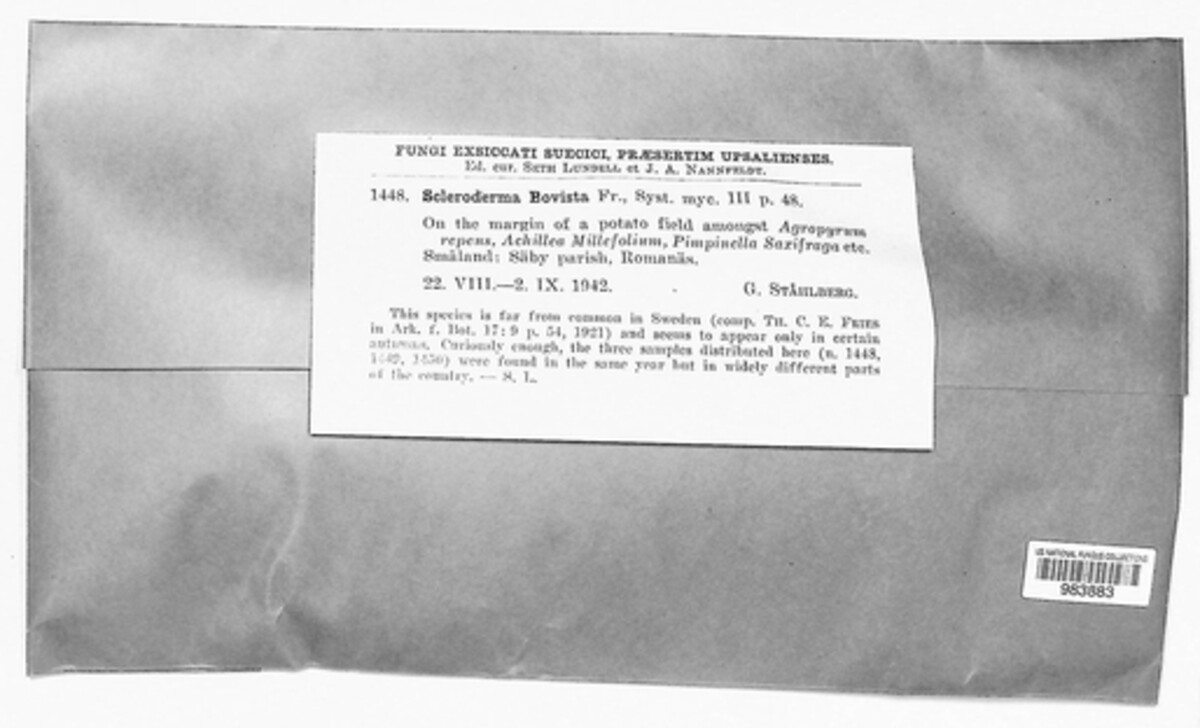 FUNGI EXSICCATI SUECICI, PRÆSERTIM UPSALIENSES.
Ed. cur. SETH LUNDELL et J. A. NANNFELDT.
1448. Scleroderma Bovista Fr., Syst. myc. III p. 48.
On the margin of a potato field amongst Agropyrum
repens, Achillea Millefolium, Pimpinella Saxifraga etc.
Småland: Säby parish, Romanäs.
22. VIII.—2. IX. 1942. G. STÅHLBERG.
This species is far from common in Sweden (comp. TH. C. E. FRIES
in Ark. f. Bot. 17: 9 p. 54, 1921) and seems to appear only in certain
autumns. Curiously enough, the three samples distributed here (n. 1448,
1449, 1450) were found in the same year but in widely different parts
of the country. — S. L.
US NATIONAL FUNGUS COLLECTIONS
983883